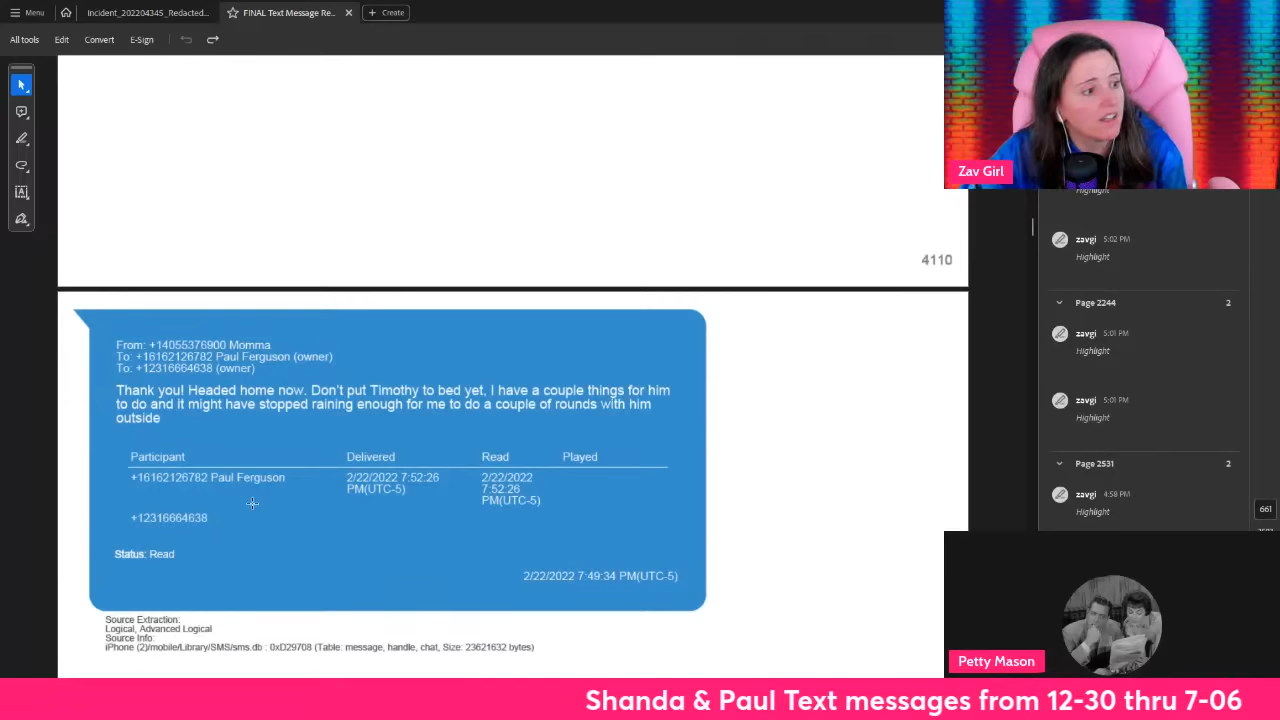 Menu
Incident_202204345_Redacted...
FINAL Text Message Re...
Create
All tools
Edit
Convert
E-Sign
Zav Girl
Highlight
zavgi 5:02 PM
Highlight
Page 2244 2
zavgi 5:01 PM
Highlight
zavgi 5:01 PM
Highlight
Page 2531 2
zavgi 4:58 PM
Highlight
661
4110
From: +14055376900 Momma
To: +16162126782 Paul Ferguson (owner)
To: +12316664638 (owner)
Thank you! Headed home now. Don't put Timothy to bed yet, I have a couple things for him
to do and it might have stopped raining enough for me to do a couple of rounds with him
outside
Participant Delivered Read Played
+16162126782 Paul Ferguson 2/22/2022 7:52:26 2/22/2022
PM(UTC-5) 7:52:26
PM(UTC-5)
+12316664638
Status: Read
2/22/2022 7:49:34 PM(UTC-5)
Source Extraction:
Logical, Advanced Logical
Source Info:
iPhone (2)/mobile/Library/SMS/sms.db : 0xD29708 (Table: message, handle, chat, Size: 23621632 bytes)
Petty Mason
Shanda & Paul Text messages from 12-30 thru 7-06